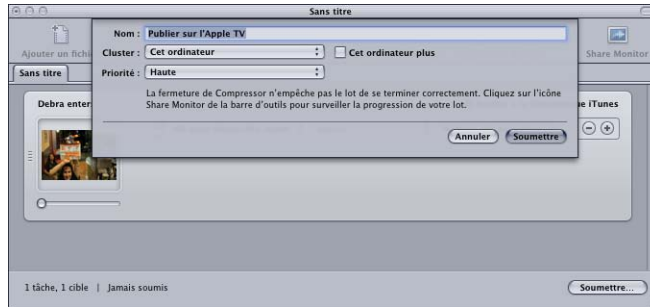 Sans titre
Nom : Publier sur l'Apple TV
Cluster : Cet ordinateur Cet ordinateur plus
Priorité : Haute
La fermeture de Compressor n'empêche pas le lot de se terminer correctement. Cliquez sur l'icône
Share Monitor de la barre d'outils pour surveiller la progression de votre lot.
Annuler Soumettre
Ajouter un fichi
Share Monitor
Sans titre
Debra enter
ue iTunes
1 tâche, 1 cible | Jamais soumis
Soumettre...